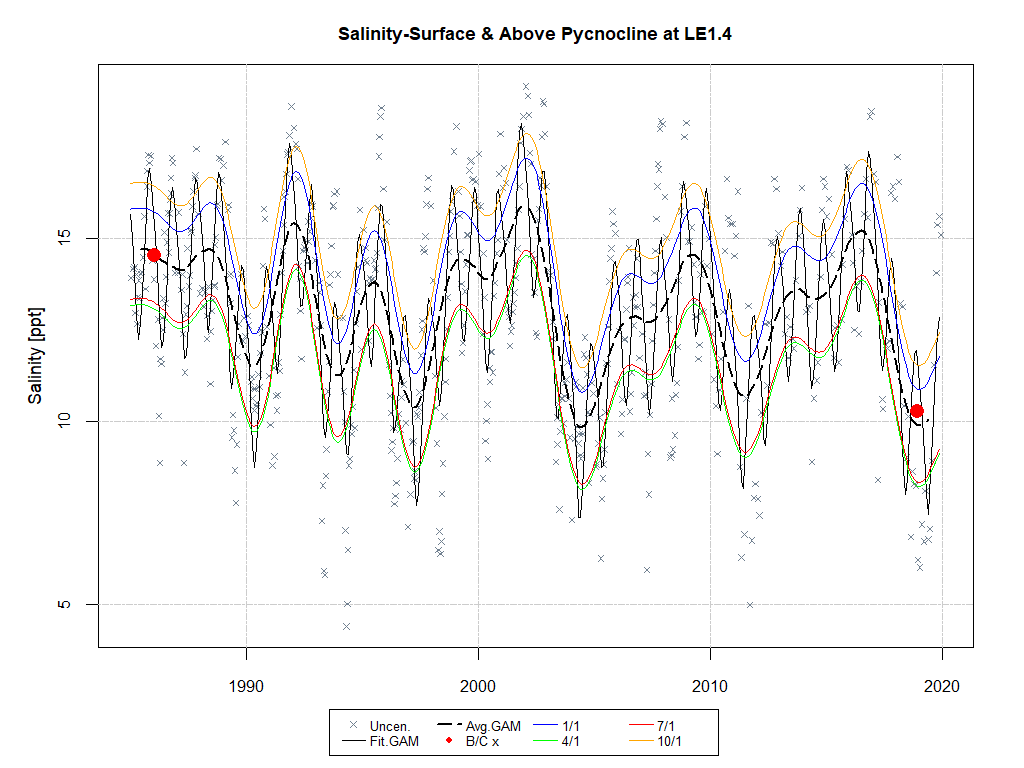 Salinity-Surface & Above Pycnocline at LE1.4
Salinity [ppt]
15
10
5
1990 2000 2010 2020
Uncen. Avg.GAM 1/1 7/1
Fit.GAM B/C x 4/1 10/1